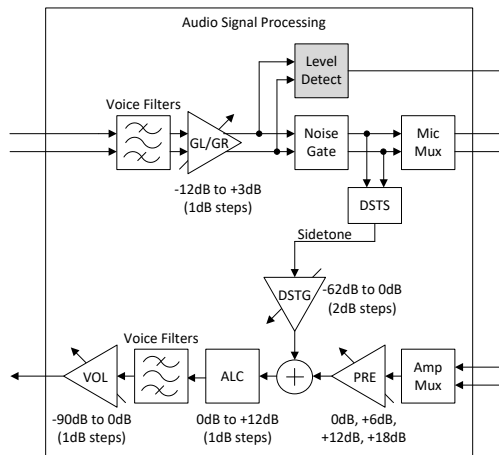 Audio Signal Processing
Level
Detect
Voice Filters
GL/GR
Noise
Gate
Mic
Mux
-12dB to +3dB
(1dB steps)
DSTS
Sidetone
DSTG
-62dB to 0dB
(2dB steps)
Voice Filters
VOL
ALC
PRE
Amp
Mux
-90dB to 0dB
(1dB steps)
0dB to +12dB
(1dB steps)
0dB, +6dB,
+12dB, +18dB